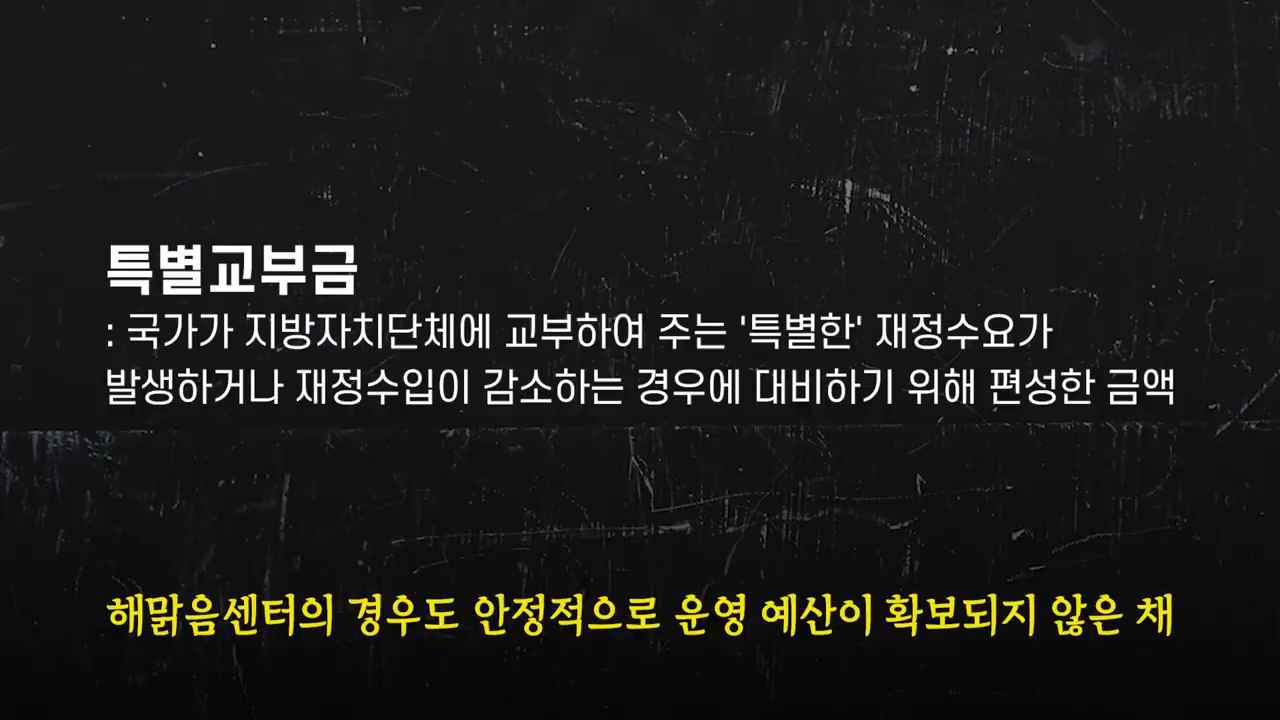 특별교부금
: 국가가 지방자치단체에 교부하여 주는 '특별한' 재정수요가
발생하거나 재정수입이 감소하는 경우에 대비하기 위해 편성한 금액
해맑음센터의 경우도 안정적으로 운영 예산이 확보되지 않은 채